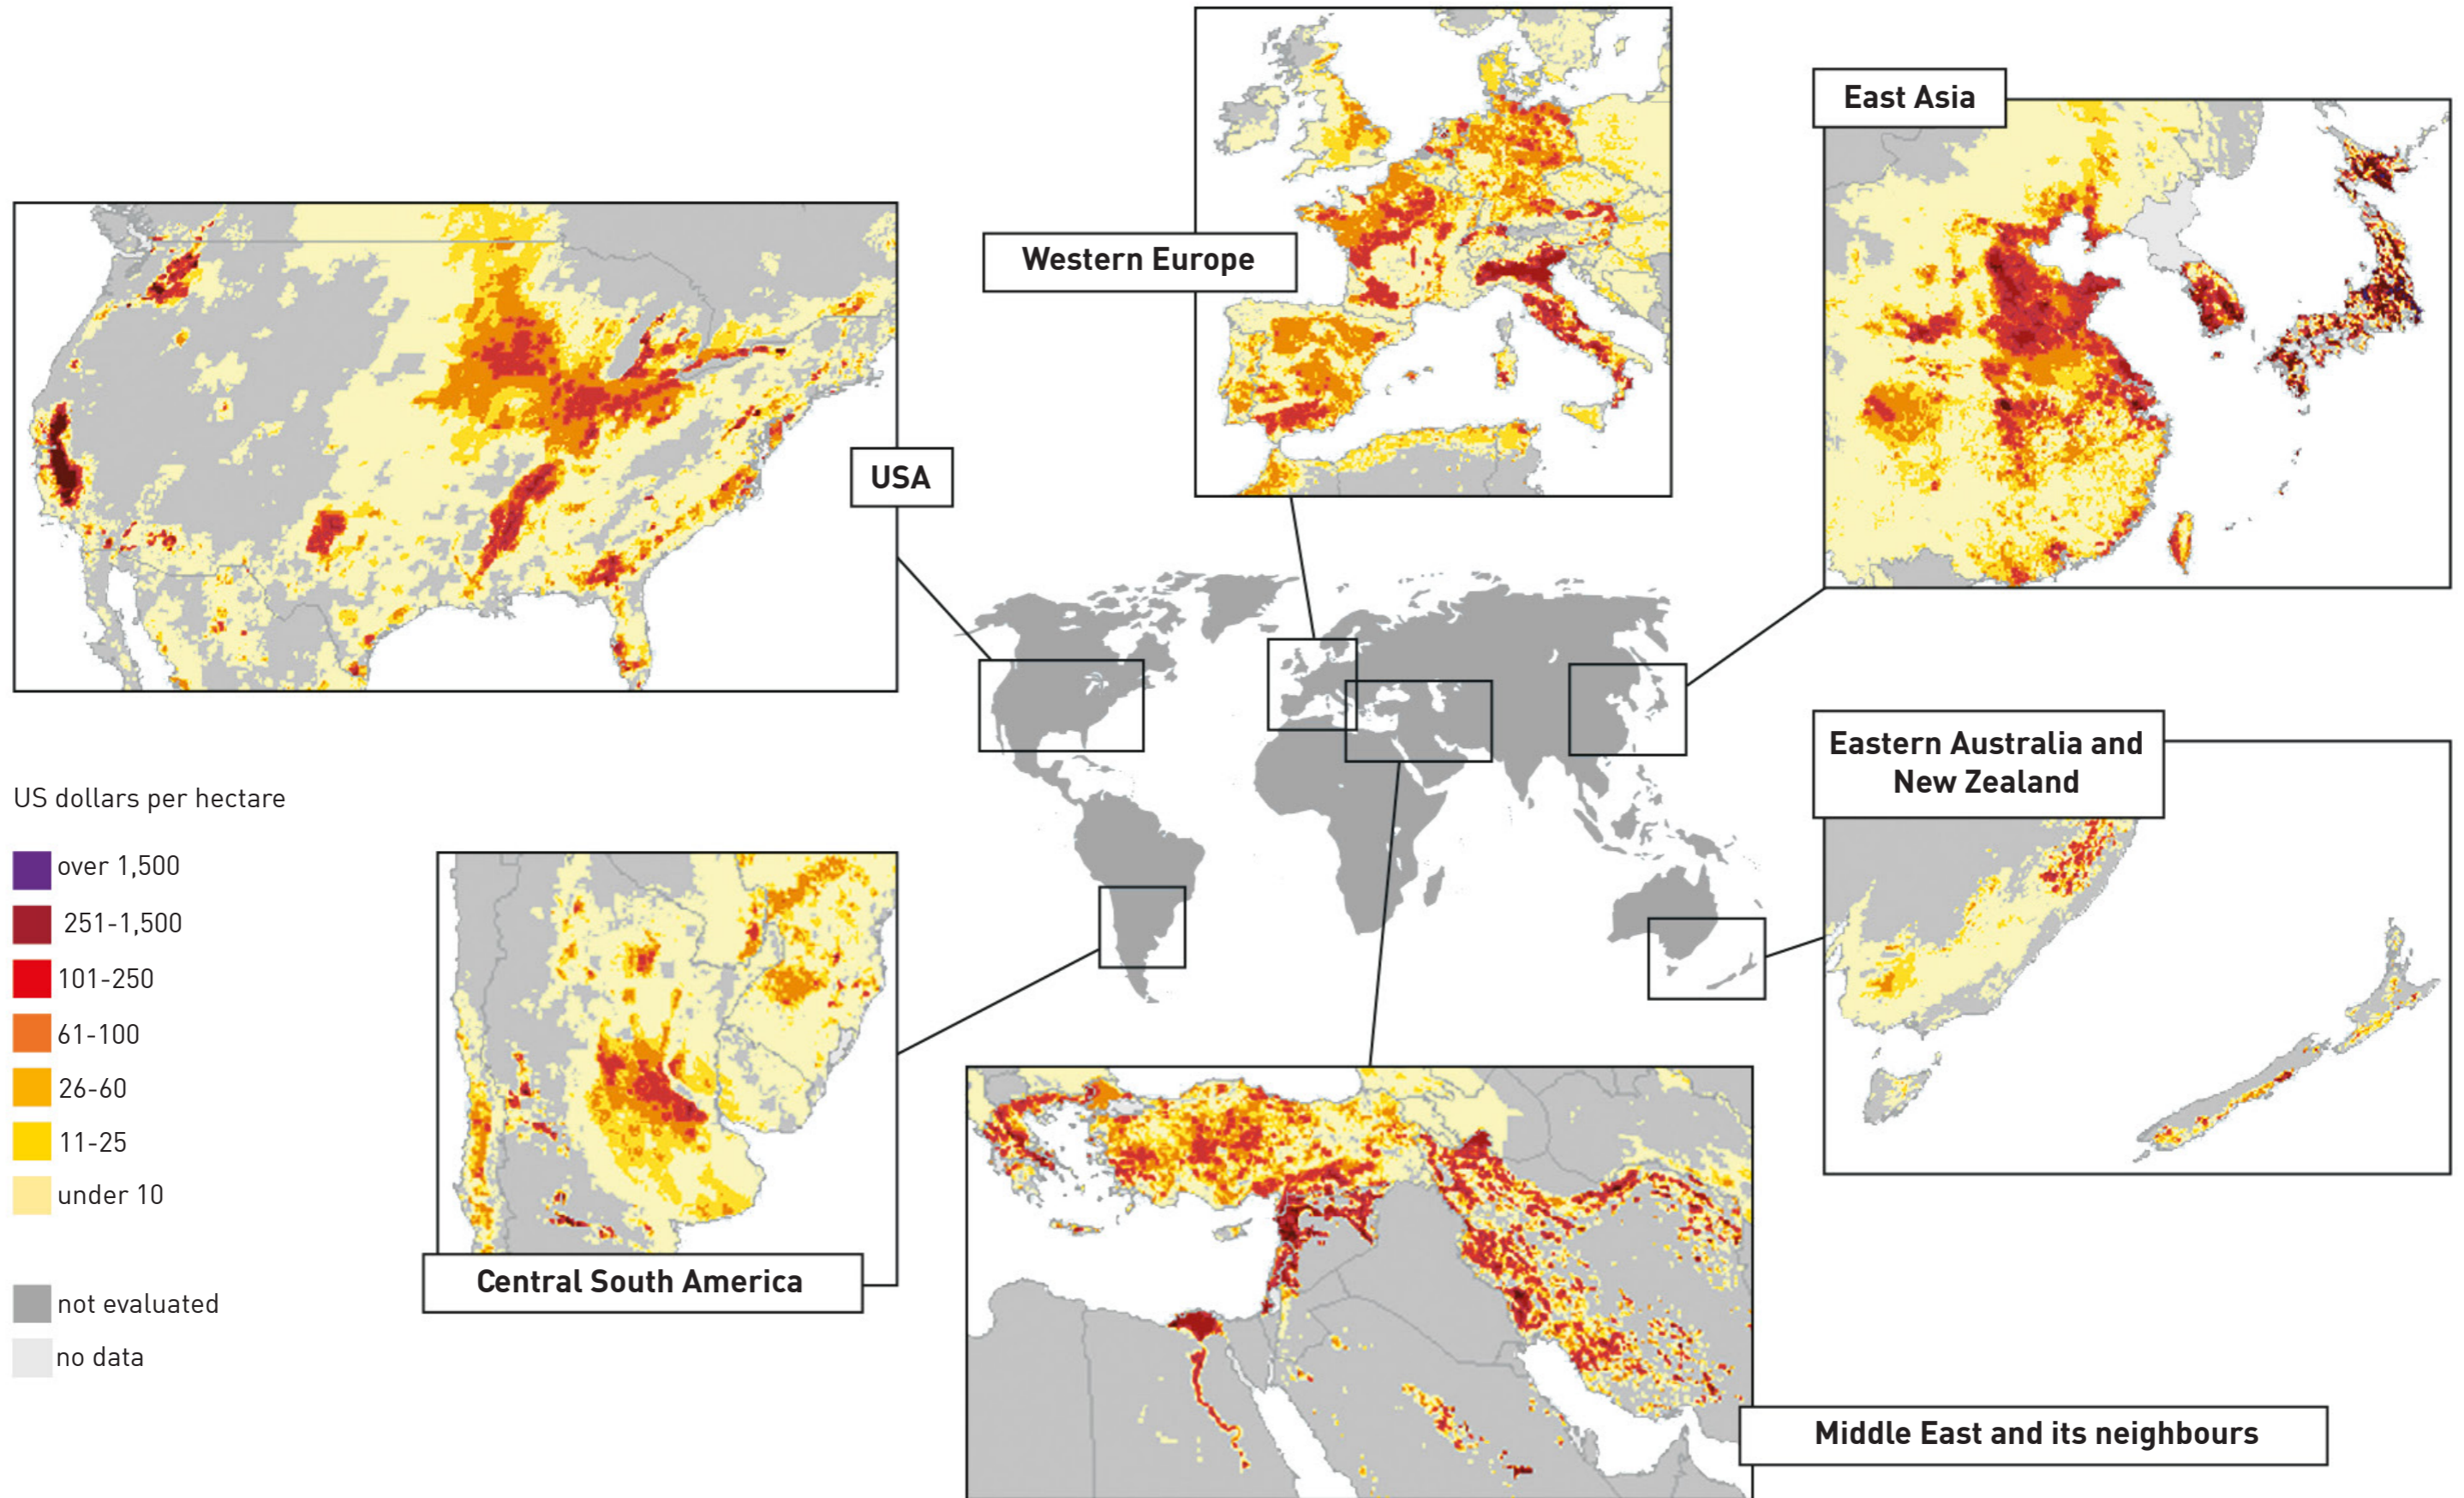 East Asia
Western Europe
USA
Eastern Australia and
New Zealand
US dollars per hectare
over 1,500
251-1,500
101-250
61-100
26-60
11-25
under 10
not evaluated
no data
Central South America
Middle East and its neighbours